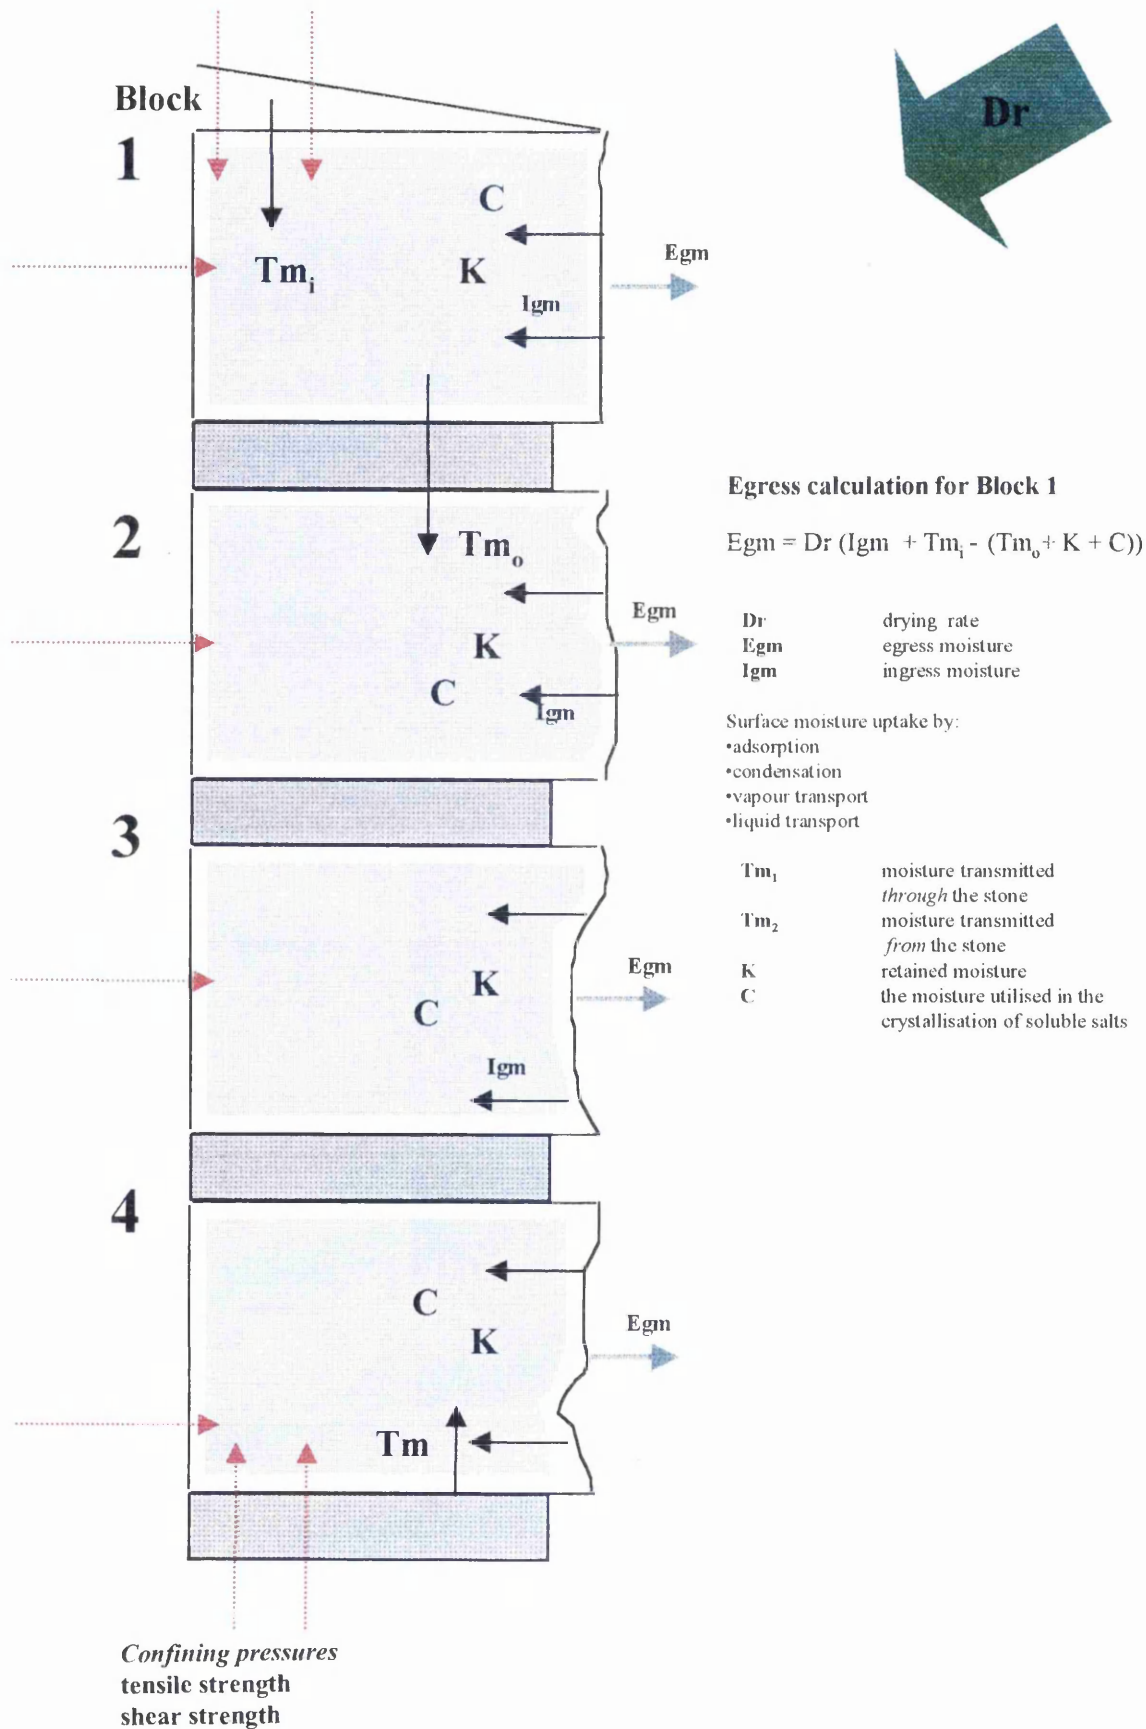 Block
1
Dr
C
Egm
Tmi
K
Igm
Egress calculation for Block 1
2
Tmo
Egm = Dr (Igm + Tmi - (Tmo + K + C))
Egm
K
C
Igm
Dr drying rate
Egm egress moisture
Igm ingress moisture
Surface moisture uptake by:
•adsorption
•condensation
•vapour transport
•liquid transport
3
Tm1 moisture transmitted
through the stone
Tm2 moisture transmitted
from the stone
K retained moisture
C the moisture utilised in the
crystallisation of soluble salts
Egm
K
C
Igm
4
C
Egm
K
Tm
Confining pressures
tensile strength
shear strength